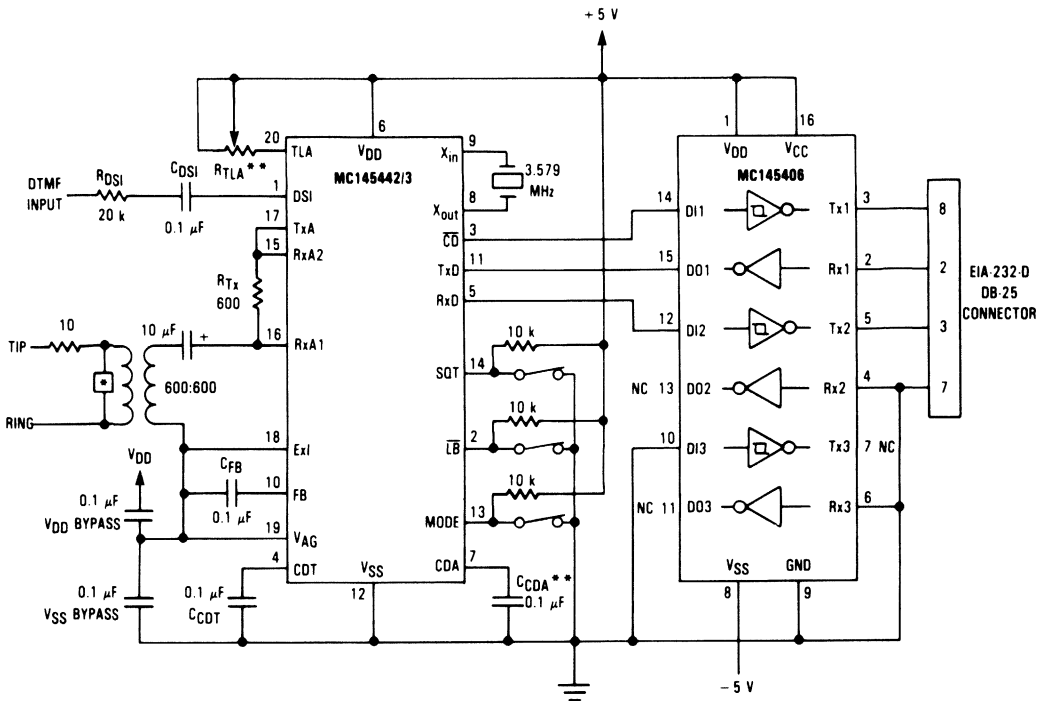 + 5 V
20 TLA
RTLA**
6
VDD
MC145442/3
9 Xin
3.579
MHz
8 Xout
1
VDD
16
VCC
MC145406
DTMF
INPUT
RDSI
20 k
CDSI
0.1 µF
1 DSI
17 TxA
15 RxA2
RTx
600
3 CD
11 TxD
5 RxD
14 DI1
Tx1 3
8
15 DO1
Rx1 2
2
EIA-232-D
DB-25
CONNECTOR
12 DI2
Tx2 5
3
NC 13 DO2
Rx2 4
7
10 DI3
Tx3 7 NC
NC 11 DO3
Rx3 6
VSS
8
GND
9
− 5 V
TIP
10
*
RING
600:600
10 µF +
16 RxA1
SQT 14
10 k
LB 2
10 k
MODE 13
10 k
18 ExI
VDD
CFB
0.1 µF
10 FB
0.1 µF
VDD BYPASS
19 VAG
4 CDT
VSS
12
CDA 7
CCDA**
0.1 µF
0.1 µF
VSS BYPASS
0.1 µF
CCDT